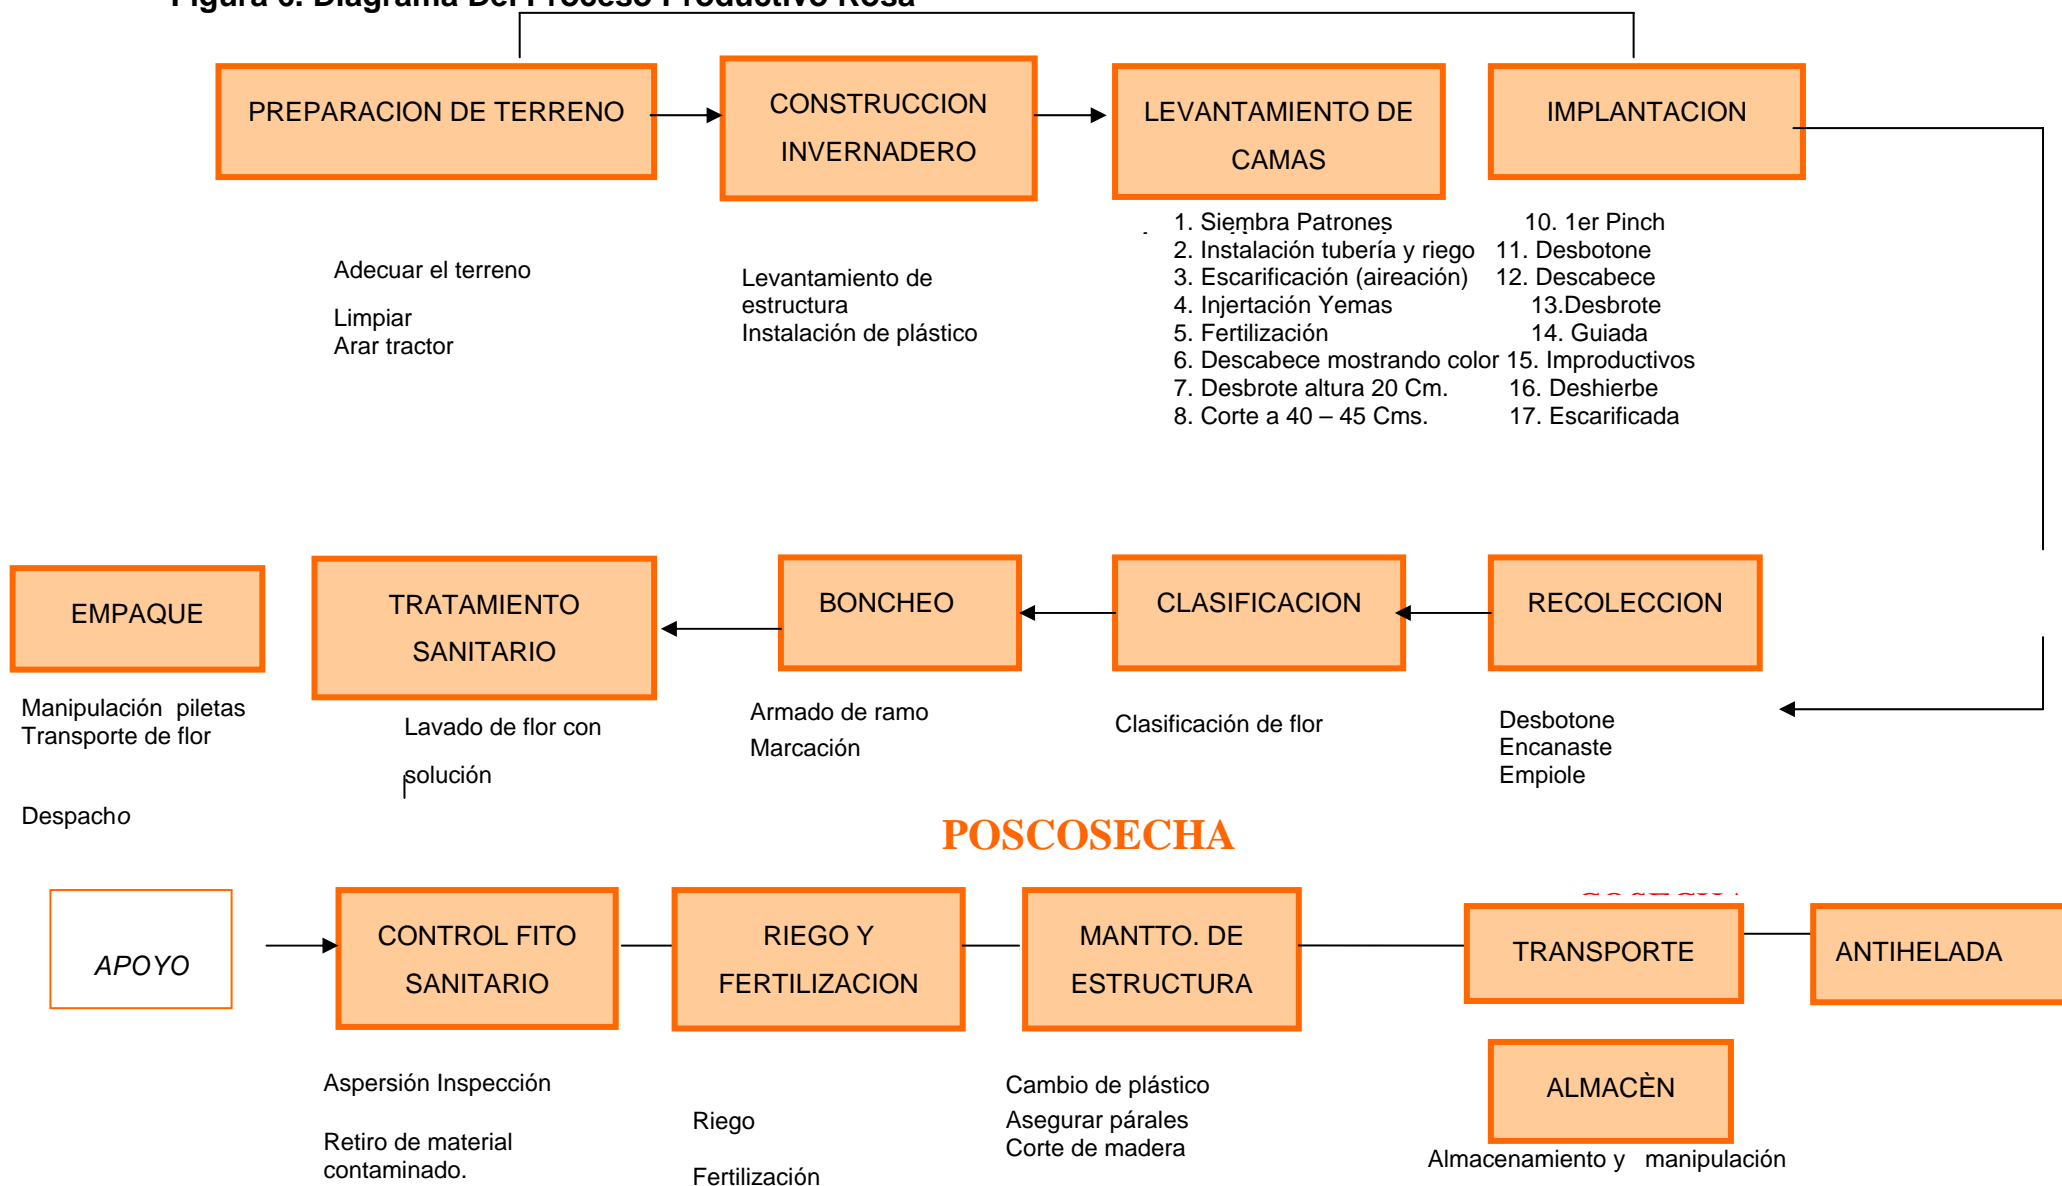 Figura 6. Diagrama Del Proceso Productivo Rosa
PREPARACION DE TERRENO
CONSTRUCCION
INVERNADERO
LEVANTAMIENTO DE
CAMAS
IMPLANTACION
Adecuar el terreno
Limpiar
Arar tractor
Levantamiento de
estructura
Instalación de plástico
1. Siembra Patrones
2. Instalación tubería y riego
3. Escarificación (aireación)
4. Injertación Yemas
5. Fertilización
6. Descabece mostrando color
7. Desbrote altura 20 Cm.
8. Corte a 40 – 45 Cms.
10. 1er Pinch
11. Desbotone
12. Descabece
13.Desbrote
14. Guiada
15. Improductivos
16. Deshierbe
17. Escarificada
EMPAQUE
TRATAMIENTO
SANITARIO
BONCHEO
CLASIFICACION
RECOLECCION
Manipulación piletas
Transporte de flor
Despacho
Lavado de flor con
solución
Armado de ramo
Marcación
Clasificación de flor
Desbotone
Encanaste
Empiole
POSCOSECHA
APOYO
CONTROL FITO
SANITARIO
RIEGO Y
FERTILIZACION
MANTTO. DE
ESTRUCTURA
TRANSPORTE
ANTIHELADA
Aspersión Inspección
Retiro de material
contaminado.
Riego
Fertilización
Cambio de plástico
Asegurar párales
Corte de madera
ALMACÈN
Almacenamiento y manipulación